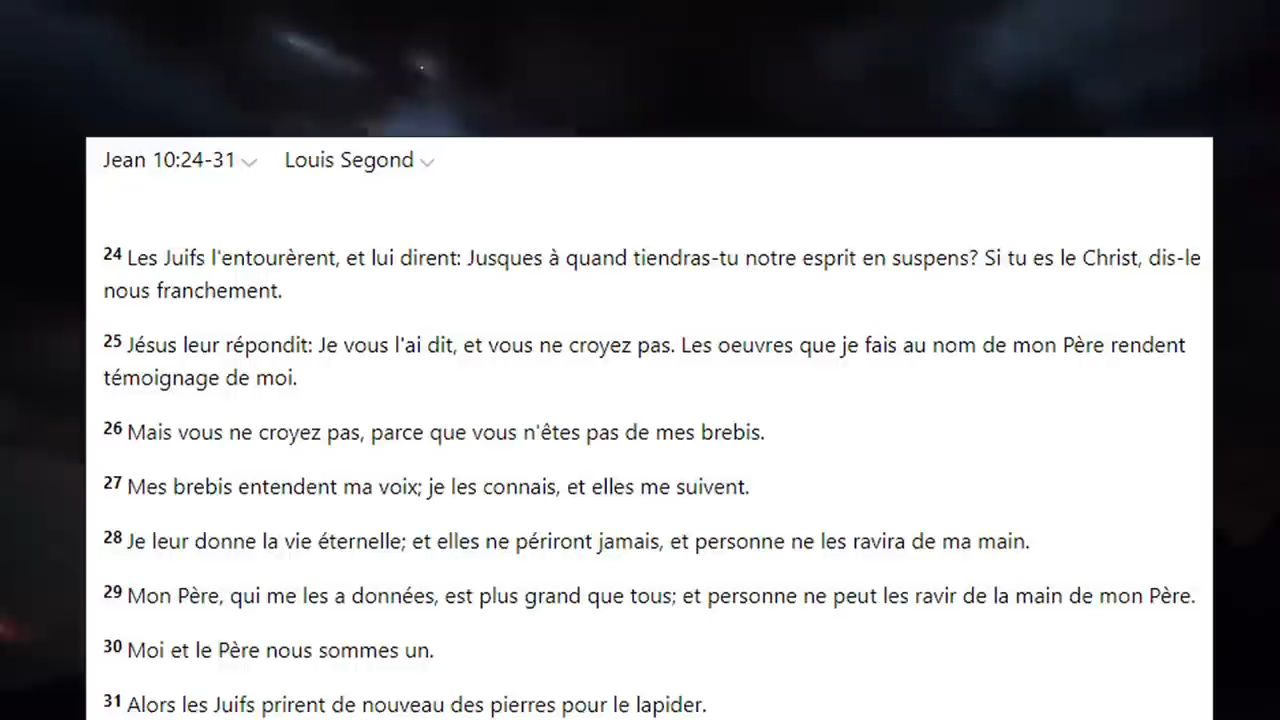 Jean 10:24-31 Louis Segond
24 Les Juifs l'entourèrent, et lui dirent: Jusques à quand tiendras-tu notre esprit en suspens? Si tu es le Christ, dis-le
nous franchement.
25 Jésus leur répondit: Je vous l'ai dit, et vous ne croyez pas. Les oeuvres que je fais au nom de mon Père rendent
témoignage de moi.
26 Mais vous ne croyez pas, parce que vous n'êtes pas de mes brebis.
27 Mes brebis entendent ma voix; je les connais, et elles me suivent.
28 Je leur donne la vie éternelle; et elles ne périront jamais, et personne ne les ravira de ma main.
29 Mon Père, qui me les a données, est plus grand que tous; et personne ne peut les ravir de la main de mon Père.
30 Moi et le Père nous sommes un.
31 Alors les Juifs prirent de nouveau des pierres pour le lapider.